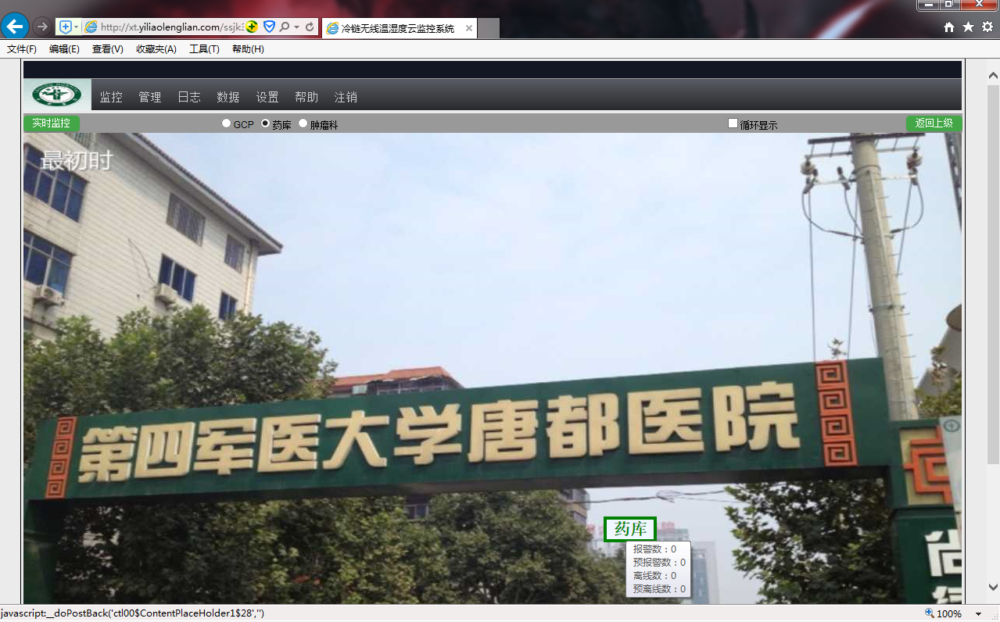 http://xt.yiliaolenglian.com/ssjk
冷链无线温湿度云监控系统
文件(F) 编辑(E) 查看(V) 收藏夹(A) 工具(T) 帮助(H)
监控 管理 日志 数据 设置 帮助 注销
实时监控 GCP 药库 肿瘤科 循环显示 返回上级
最初时
第四军医大学唐都医院
药库
报警数：0
预报警数：0
离线数：0
预离线数：0
尚
javascript:__doPostBack('ctl00$ContentPlaceHolder1$28','') 100%